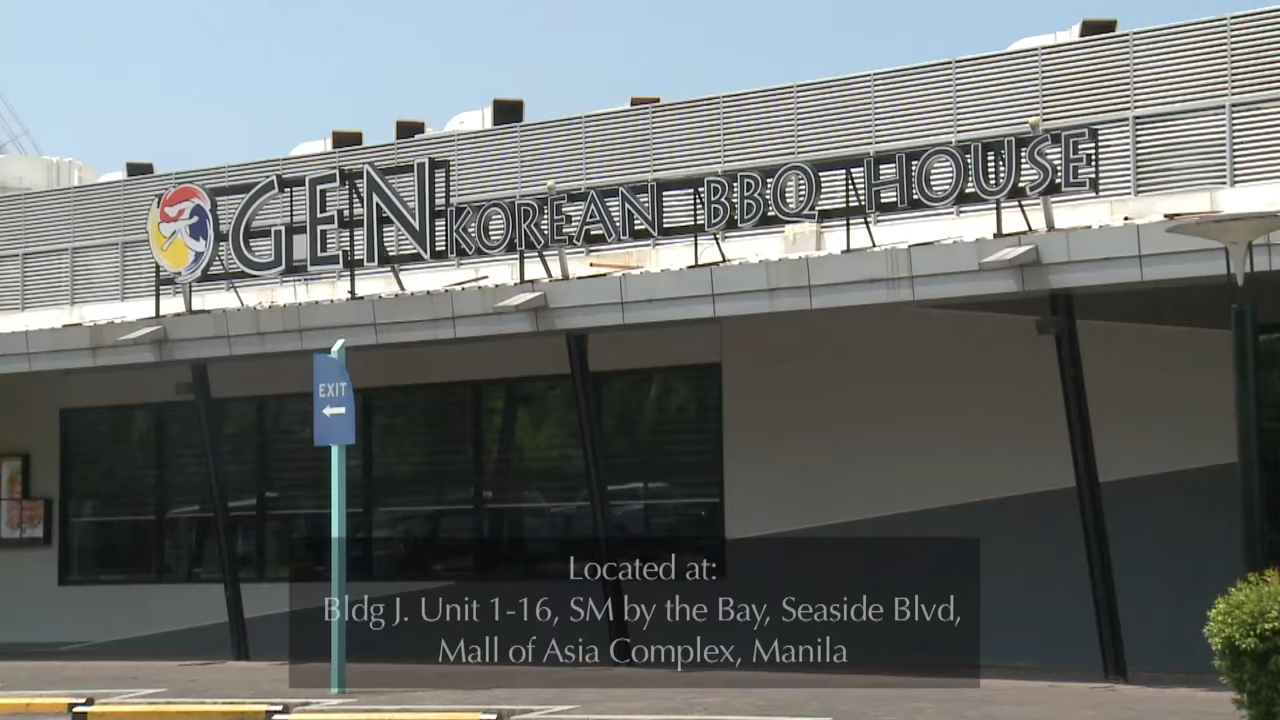 GEN KOREAN BBQ HOUSE
EXIT
Located at:
Bldg J. Unit 1-16, SM by the Bay, Seaside Blvd,
Mall of Asia Complex, Manila